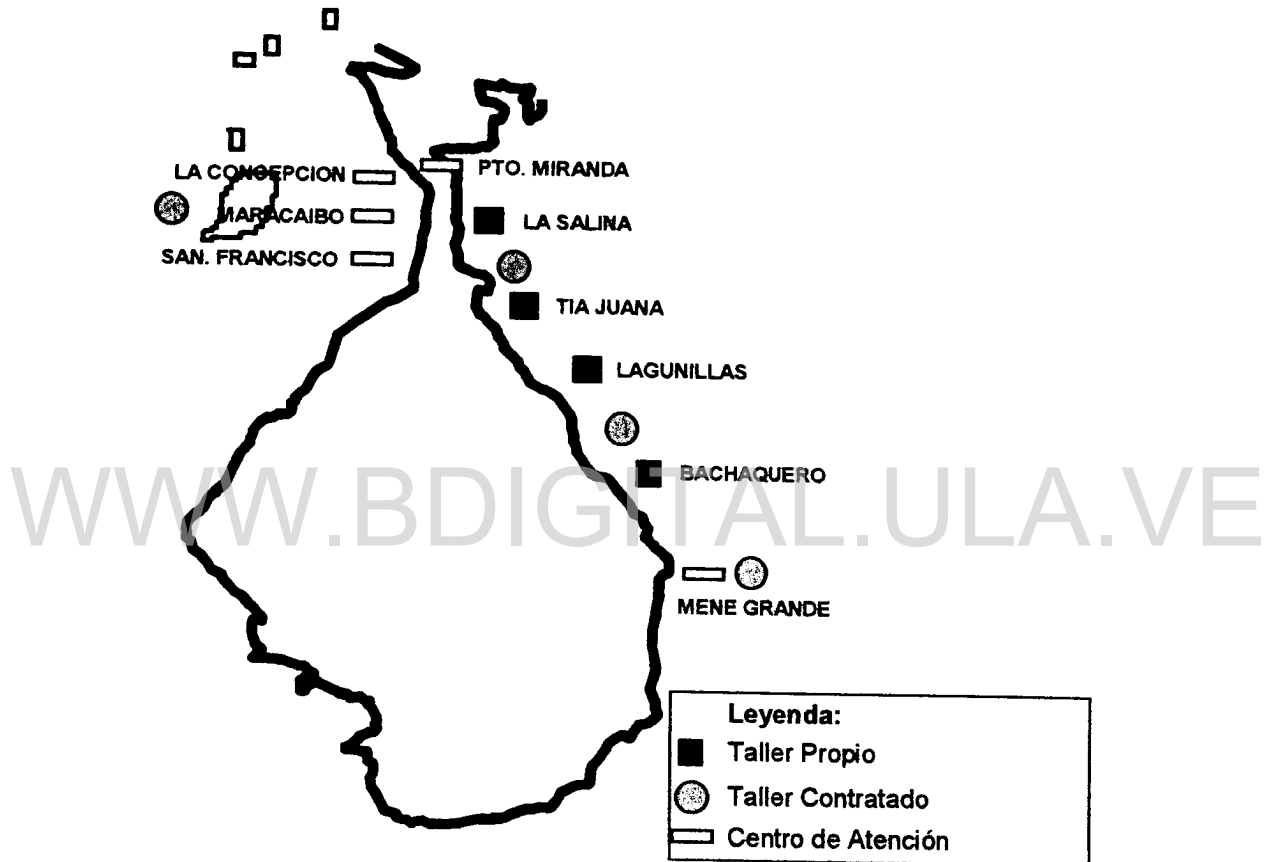 LA CONCEPCION
PTO. MIRANDA
MARACAIBO
LA SALINA
SAN. FRANCISCO
TIA JUANA
LAGUNILLAS
BACHAQUERO
WWW.BDIGITAL.ULA.VE
MENE GRANDE
Leyenda:
Taller Propio
Taller Contratado
Centro de Atención